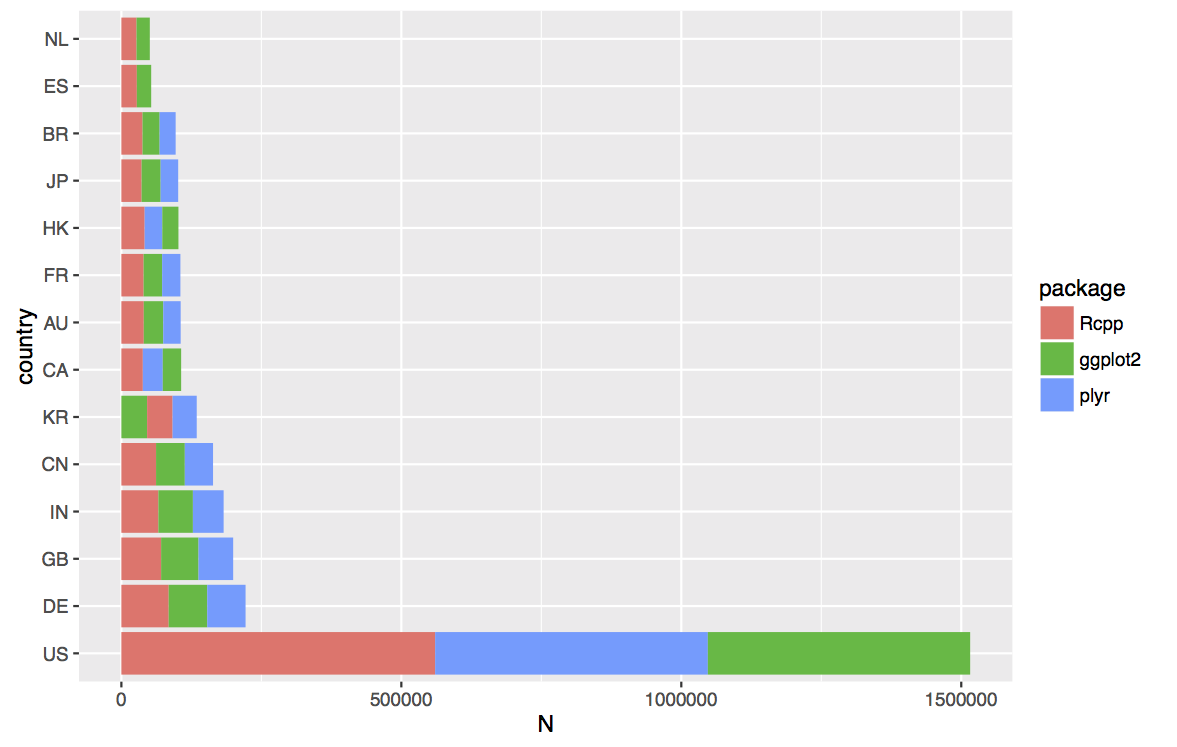 NL
ES
BR
JP
HK
FR
AU
CA
KR
CN
IN
GB
DE
US
country
0 500000 1000000 1500000
N
package
Rcpp
ggplot2
plyr